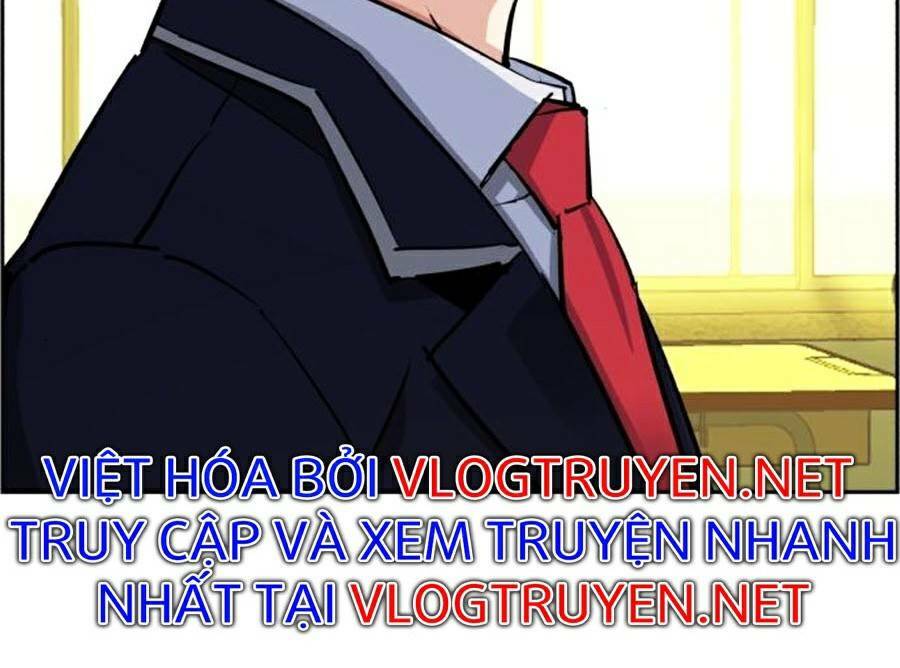 VIỆT HÓA BỞI VLOGTRUYEN.NET
TRUY CẬP VÀ XEM TRUYỆN NHANH
NHẤT TẠI VLOGTRUYEN.NET